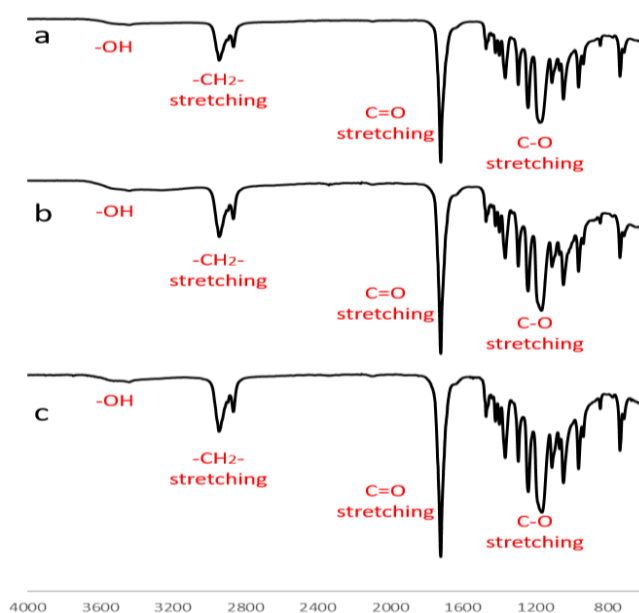 a
-OH
-CH2-
stretching
C=O
stretching
C-O
stretching
b
-OH
-CH2-
stretching
C=O
stretching
C-O
stretching
c
-OH
-CH2-
stretching
C=O
stretching
C-O
stretching
4000 3600 3200 2800 2400 2000 1600 1200 800